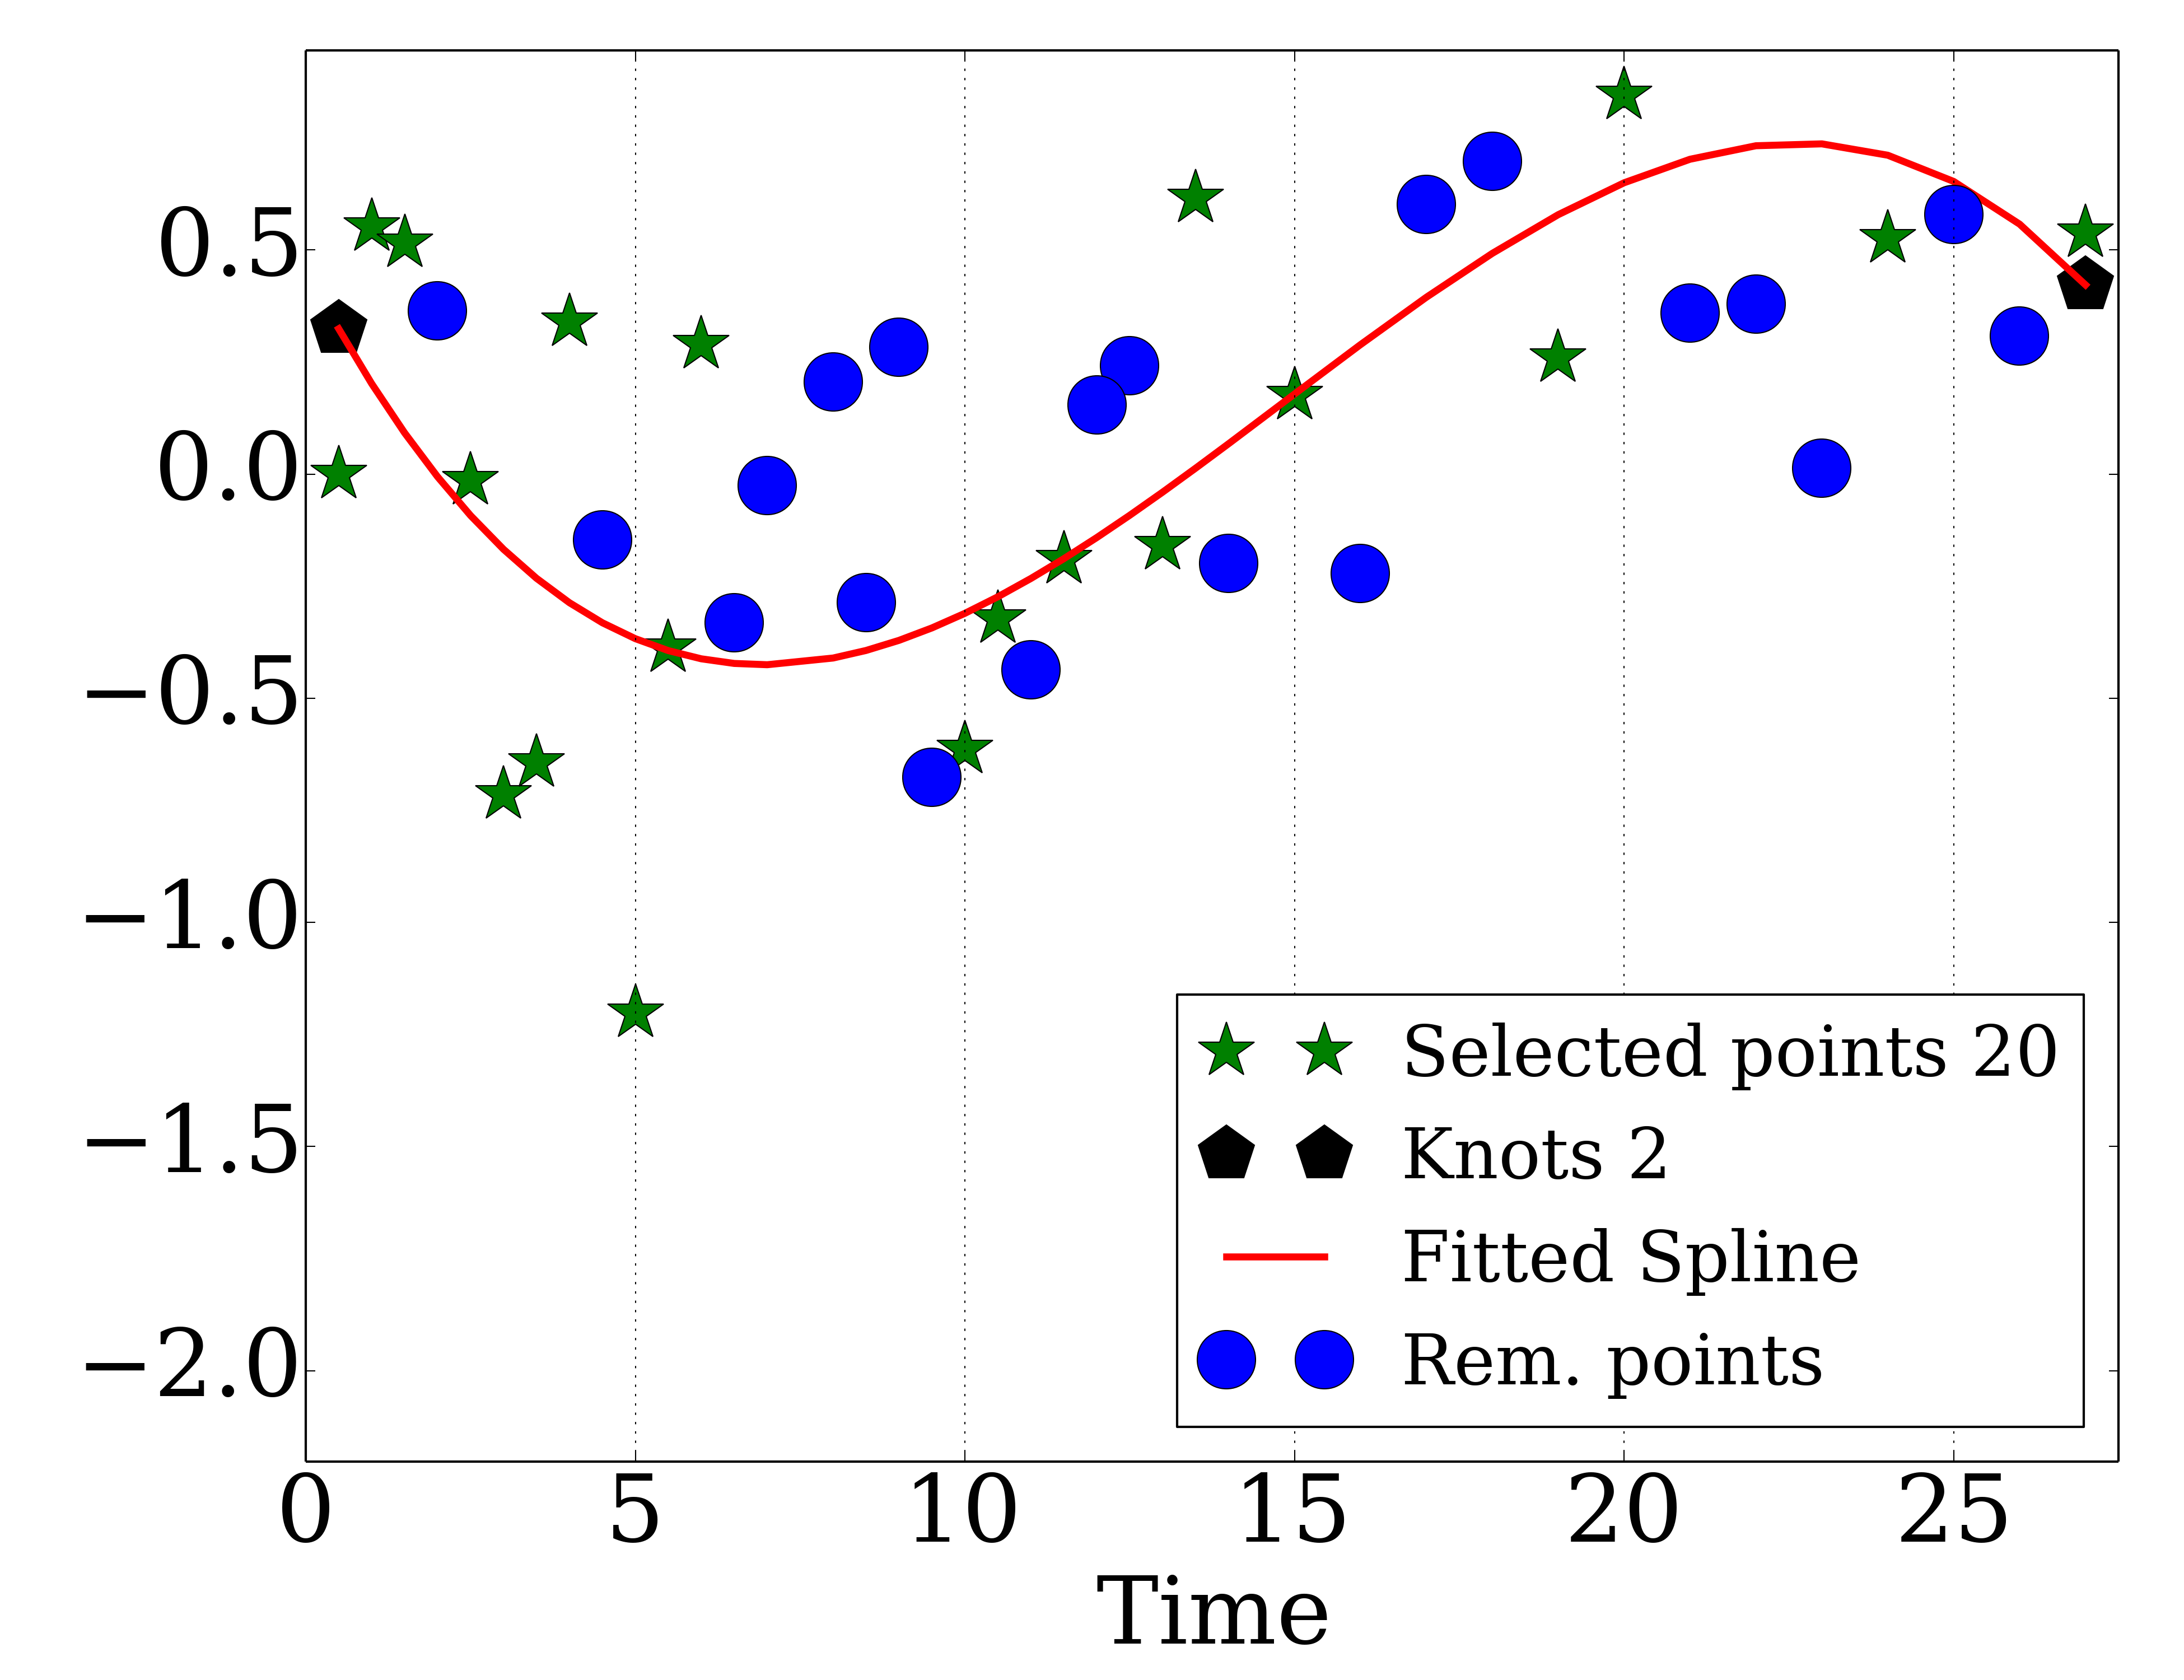 0.5
0.0
−0.5
−1.0
−1.5
−2.0
Selected points 20
Knots 2
Fitted Spline
Rem. points
0 5 10 15 20 25
Time